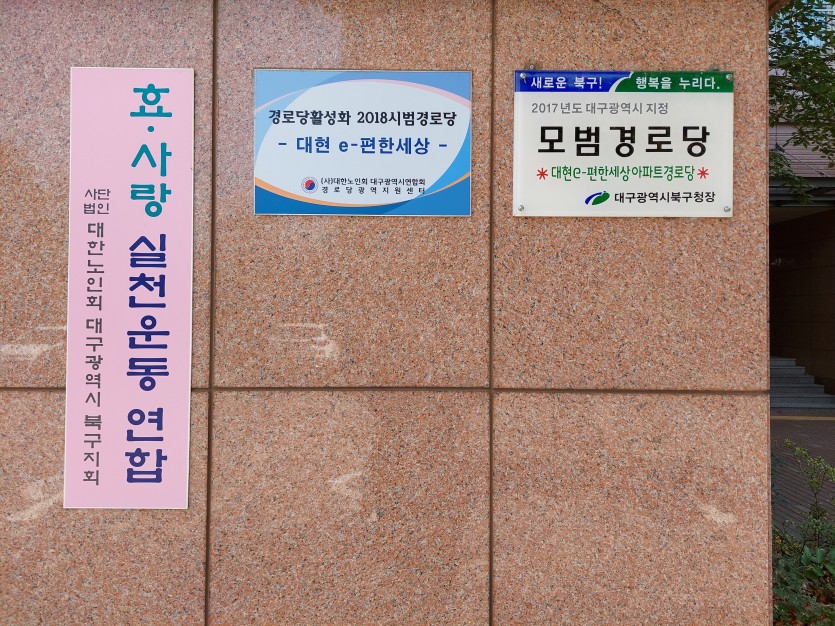 효·사랑 실천운동 연합
사단법인 대한노인회 대구광역시 북구지회
경로당활성화 2018시범경로당
- 대현 e-편한세상 -
(사)대한노인회 대구광역시연합회
경로당광역지원센터
새로운 북구! 행복을 누리다.
2017년도 대구광역시 지정
모범경로당
*대현e-편한세상아파트경로당*
대구광역시북구청장